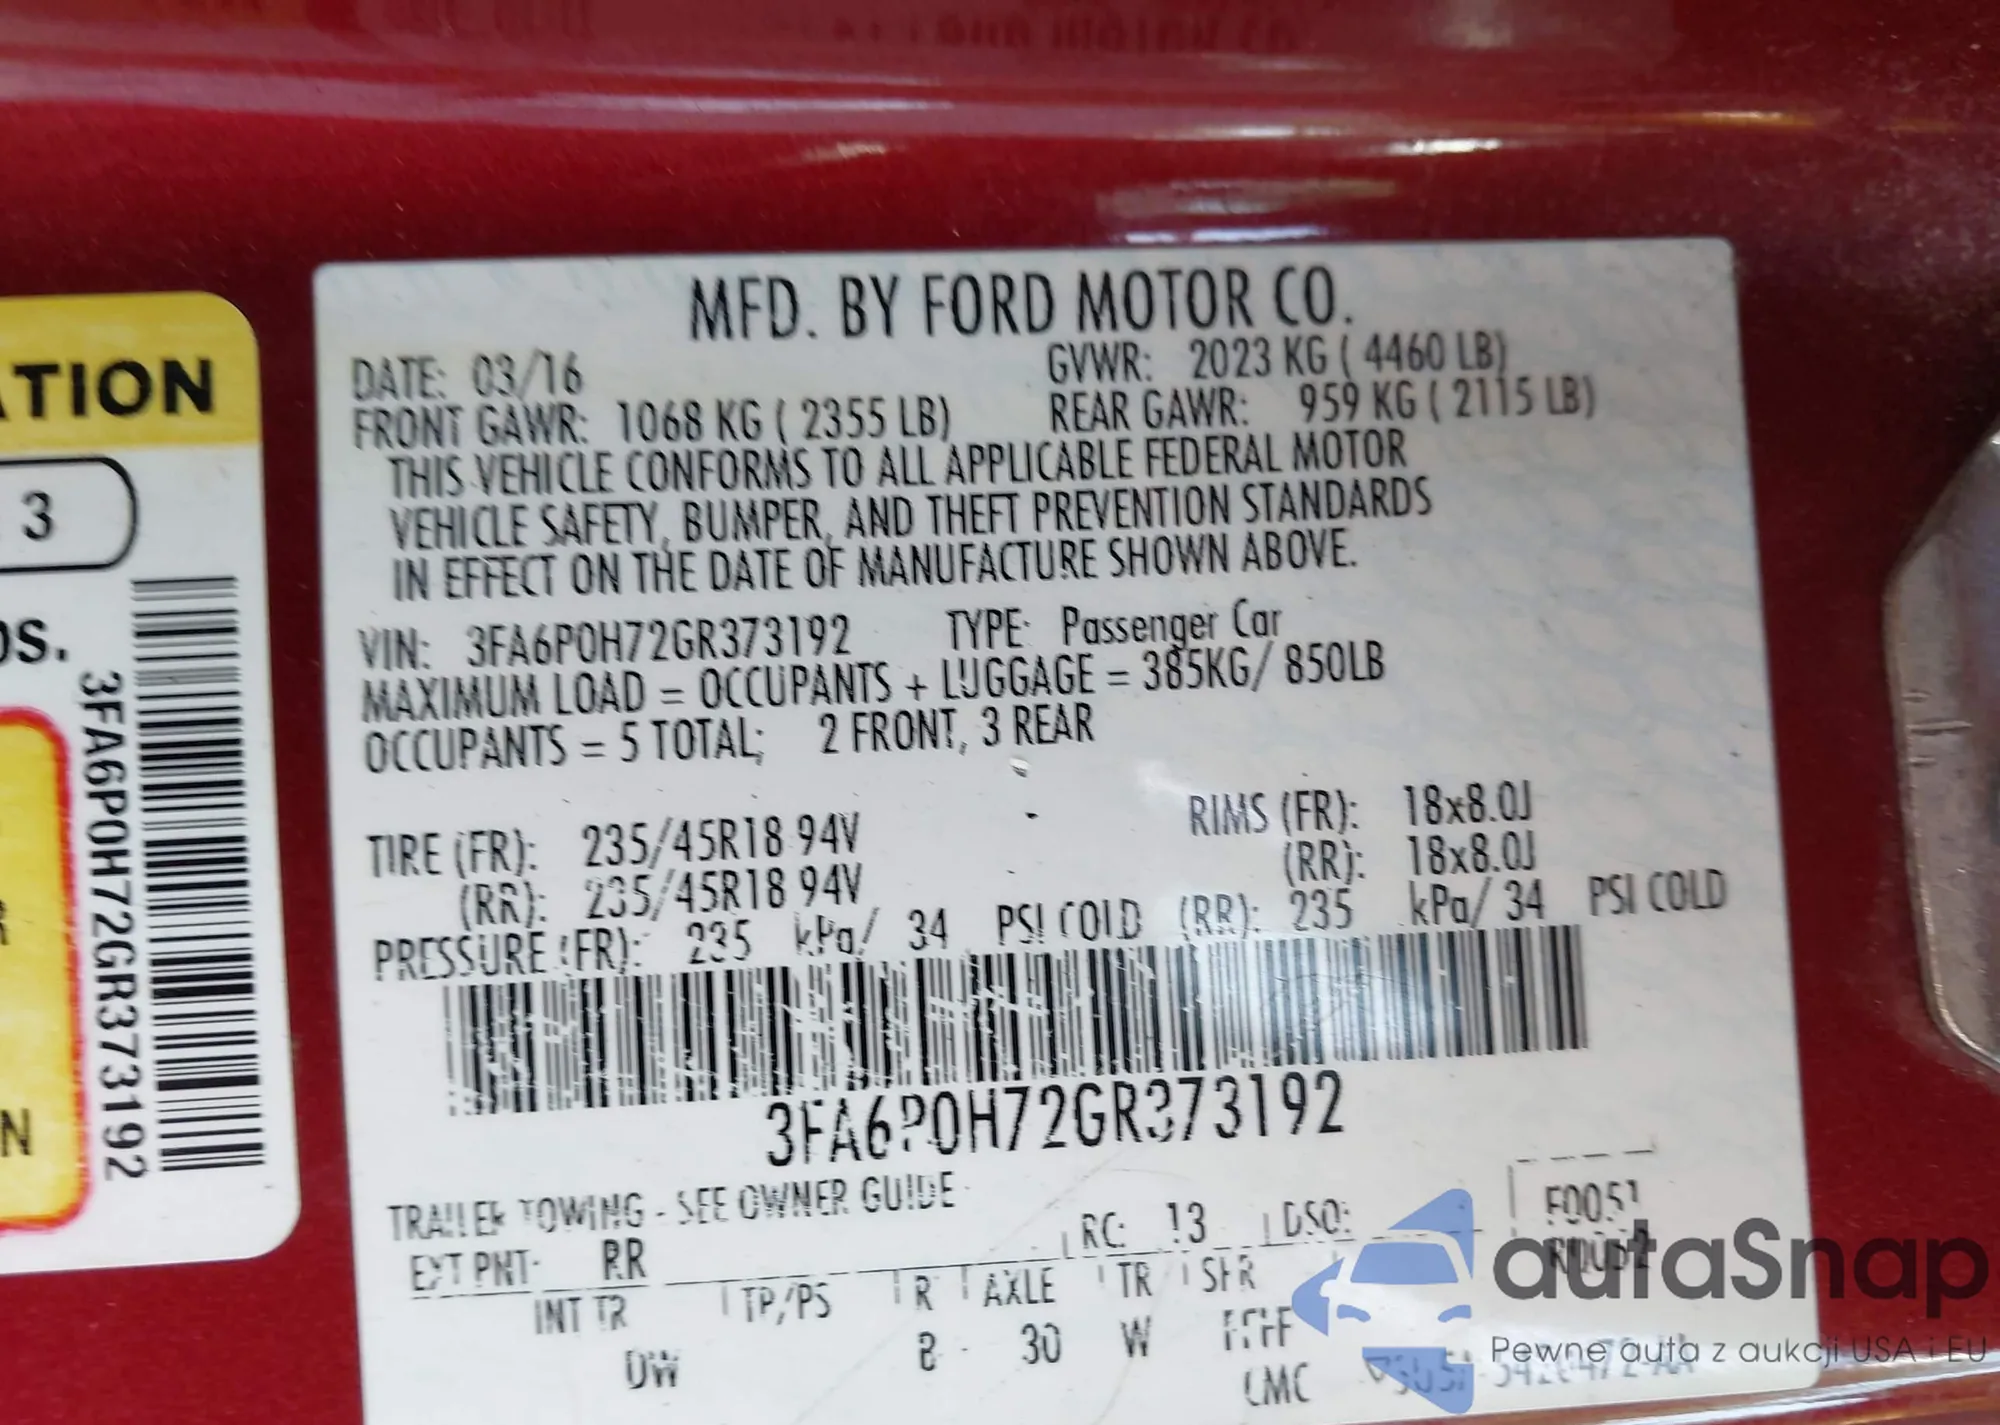 MFD. BY FORD MOTOR CO.
DATE: 03/16 GVWR: 2023 KG ( 4460 LB)
FRONT GAWR: 1068 KG ( 2355 LB) REAR GAWR: 959 KG ( 2115 LB)
THIS VEHICLE CONFORMS TO ALL APPLICABLE FEDERAL MOTOR
VEHICLE SAFETY, BUMPER, AND THEFT PREVENTION STANDARDS
IN EFFECT ON THE DATE OF MANUFACTURE SHOWN ABOVE.
VIN: 3FA6P0H72GR373192 TYPE: Passenger Car
MAXIMUM LOAD = OCCUPANTS + LUGGAGE = 385KG/ 850LB
OCCUPANTS = 5 TOTAL; 2 FRONT, 3 REAR
TIRE (FR): 235/45R18 94V RIMS (FR): 18x8.0J
(RR): 235/45R18 94V (RR): 18x8.0J
PRESSURE (FR): 235 kPa/ 34 PSI COLD (RR): 235 kPa/ 34 PSI COLD
3FA6P0H72GR373192
TRAILER TOWING - SEE OWNER GUIDE
EXT PNT: RR RC: 13 DSO: F0051
INT TR TP/PS R AXLE TR SPR
DW 8 30 W
ATION
3
3FA6P0H72GR373192
N
autaSnap
Pewne auta z aukcji USA i EU